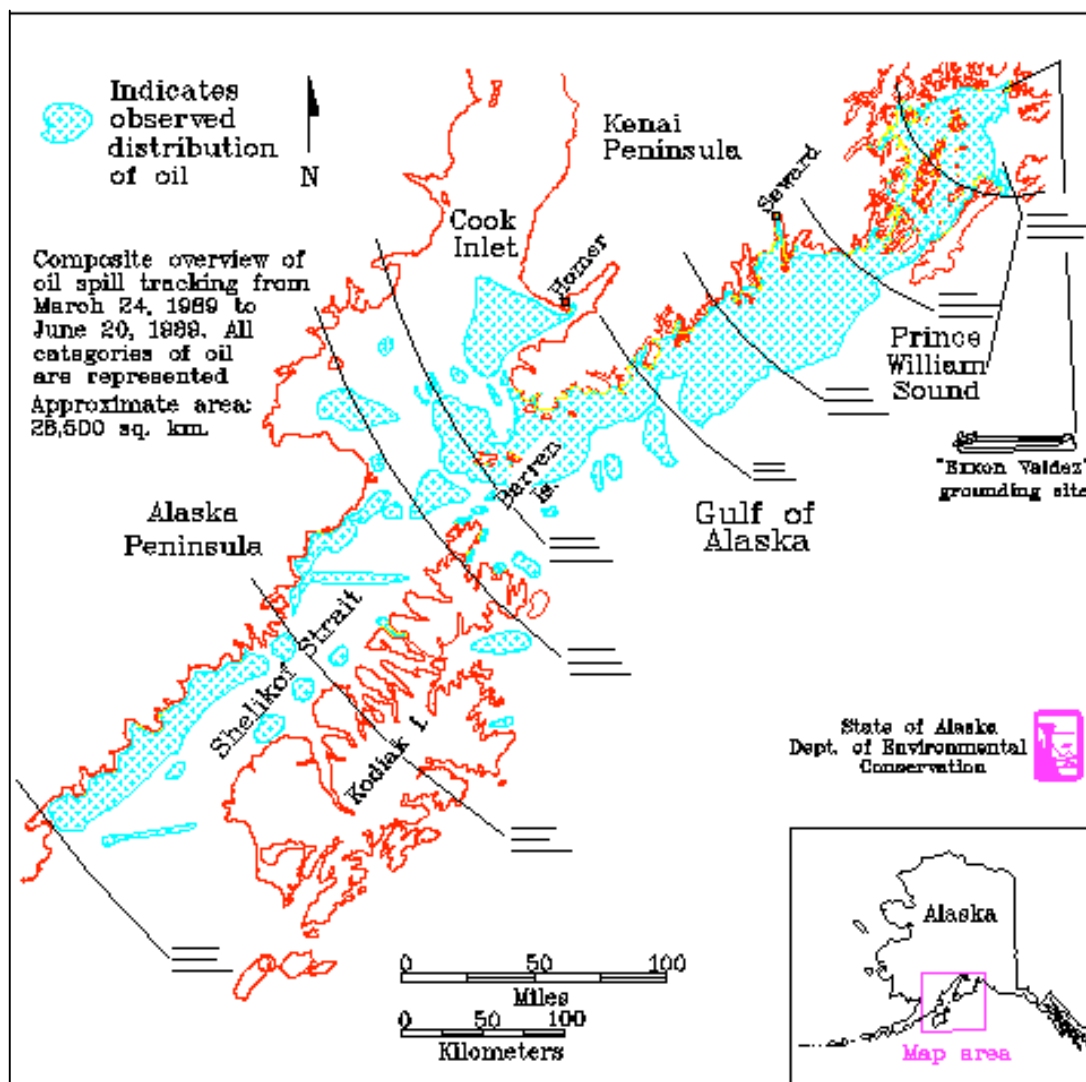 Indicates
observed
distribution
of oil
N
Kenai
Peninsula
Seward
Cook
Inlet
Homer
Composite overview of
oil spill tracking from
March 24, 1989 to
June 20, 1989. All
categories of oil
are represented
Approximate area:
28,500 sq. km.
Prince
William
Sound
"Exxon Valdez"
grounding site
Barren
Is.
Gulf of
Alaska
Alaska
Peninsula
Shelikof Strait
Kodiak I.
State of Alaska
Dept. of Environmental
Conservation
Alaska
Map area
0 50 100
Miles
0 50 100
Kilometers